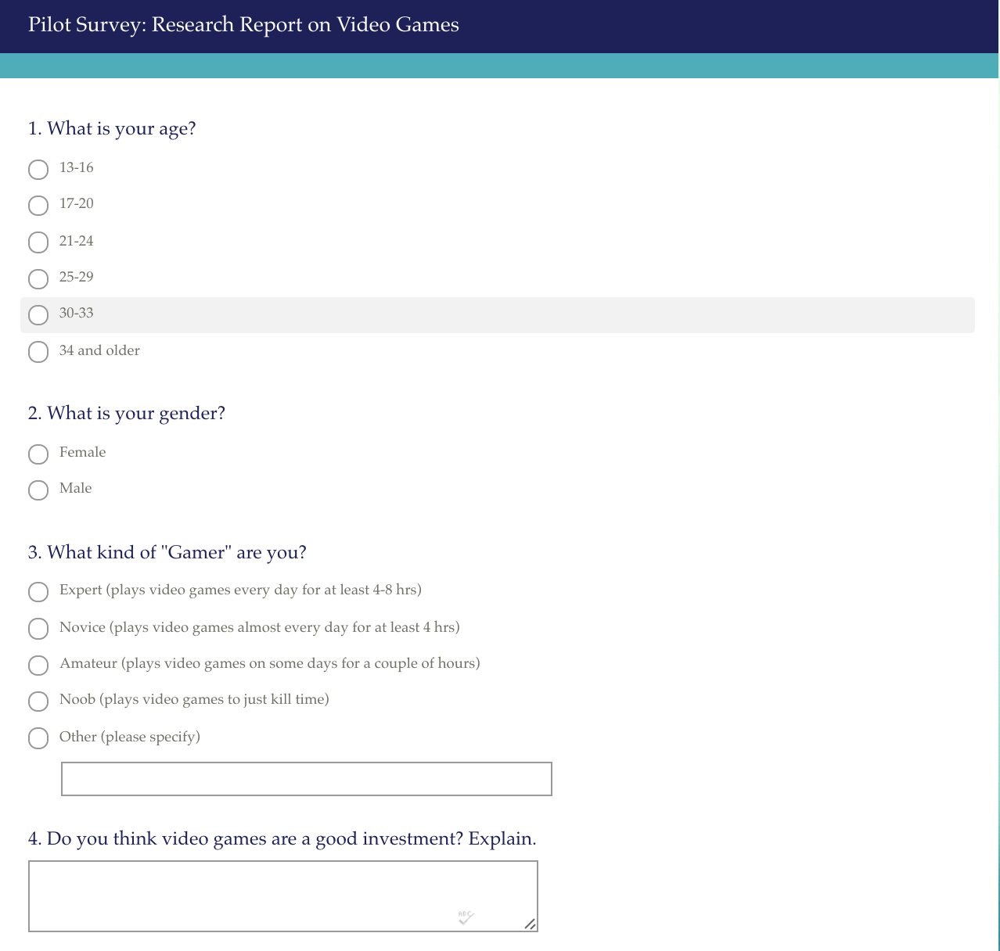 Pilot Survey: Research Report on Video Games
1. What is your age?
13-16
17-20
21-24
25-29
30-33
34 and older
2. What is your gender?
Female
Male
3. What kind of "Gamer" are you?
Expert (plays video games every day for at least 4-8 hrs)
Novice (plays video games almost every day for at least 4 hrs)
Amateur (plays video games on some days for a couple of hours)
Noob (plays video games to just kill time)
Other (please specify)
4. Do you think video games are a good investment? Explain.
ABC